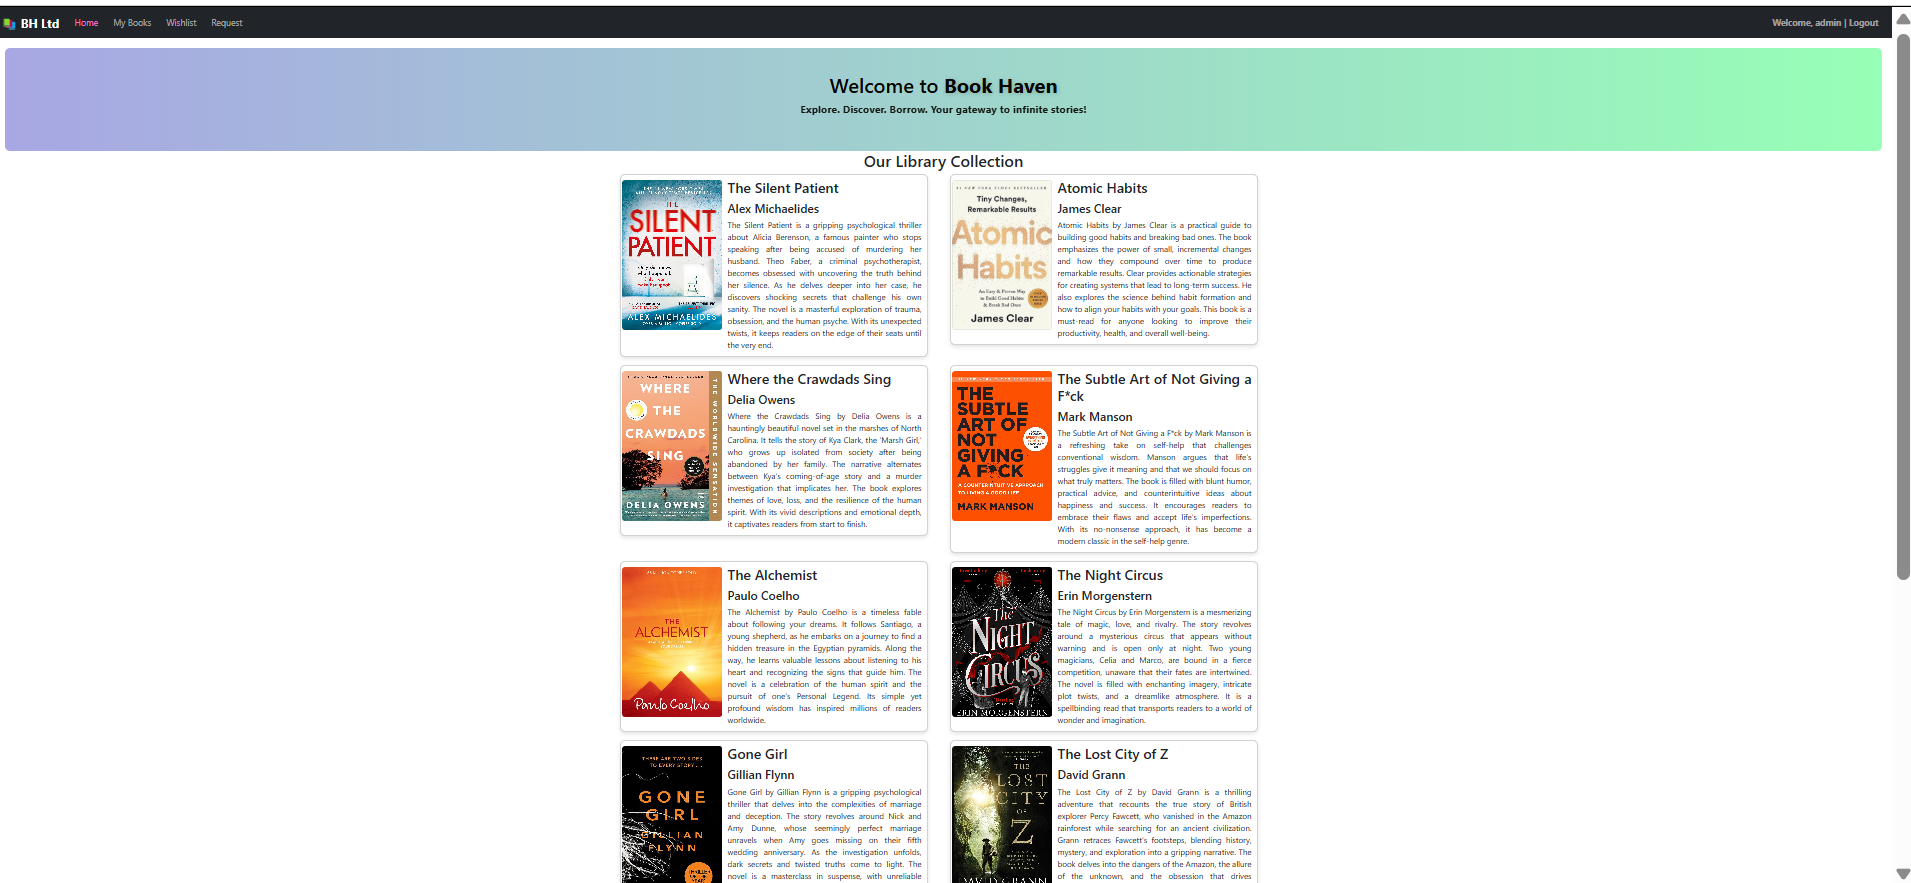 BH Ltd Home My Books Wishlist Request Welcome, admin | Logout
Welcome to Book Haven
Explore. Discover. Borrow. Your gateway to infinite stories!
Our Library Collection
THE
SILENT
PATIENT
ALEX MICHAELIDES
The Silent Patient
Alex Michaelides
The Silent Patient is a gripping psychological thriller
about Alicia Berenson, a famous painter who stops
speaking after being accused of murdering her
husband. Theo Faber, a criminal psychotherapist,
becomes obsessed with uncovering the truth behind
her silence. As he delves deeper into her case, he
discovers shocking secrets that challenge his own
sanity. The novel is a masterful exploration of trauma,
obsession, and the human psyche. With its unexpected
twists, it keeps readers on the edge of their seats until
the very end.
#1 NEW YORK TIMES BESTSELLER
Tiny Changes,
Remarkable Results
Atomic
Habits
An Easy & Proven Way
to Build Good Habits
& Break Bad Ones
James Clear
Atomic Habits
James Clear
Atomic Habits by James Clear is a practical guide to
building good habits and breaking bad ones. The book
emphasizes the power of small, incremental changes
and how they compound over time to produce
remarkable results. Clear provides actionable strategies
for creating systems that lead to long-term success. He
also explores the science behind habit formation and
how to align your habits with your goals. This book is a
must-read for anyone looking to improve their
productivity, health, and overall well-being.
WHERE
THE
CRAWDADS
SING
DELIA OWENS
THE WORLDWIDE SENSATION
Where the Crawdads Sing
Delia Owens
Where the Crawdads Sing by Delia Owens is a
hauntingly beautiful novel set in the marshes of North
Carolina. It tells the story of Kya Clark, the 'Marsh Girl,'
who grows up isolated from society after being
abandoned by her family. The narrative alternates
between Kya's coming-of-age story and a murder
investigation that implicates her. The book explores
themes of love, loss, and the resilience of the human
spirit. With its vivid descriptions and emotional depth,
it captivates readers from start to finish.
THE
SUBTLE
ART OF
NOT
GIVING
A F*CK
A COUNTERINTUITIVE APPROACH
TO LIVING A GOOD LIFE
MARK MANSON
The Subtle Art of Not Giving a
F*ck
Mark Manson
The Subtle Art of Not Giving a F*ck by Mark Manson is
a refreshing take on self-help that challenges
conventional wisdom. Manson argues that life's
struggles give it meaning and that we should focus on
what truly matters. The book is filled with blunt humor,
practical advice, and counterintuitive ideas about
happiness and success. It encourages readers to
embrace their flaws and accept life's imperfections.
With its no-nonsense approach, it has become a
modern classic in the self-help genre.
THE
ALCHEMIST
Paulo Coelho
The Alchemist
Paulo Coelho
The Alchemist by Paulo Coelho is a timeless fable
about following your dreams. It follows Santiago, a
young shepherd, as he embarks on a journey to find a
hidden treasure in the Egyptian pyramids. Along the
way, he learns valuable lessons about listening to his
heart and recognizing the signs that guide him. The
novel is a celebration of the human spirit and the
pursuit of one's Personal Legend. Its simple yet
profound wisdom has inspired millions of readers
worldwide.
The
NIGHT
CIRCUS
ERIN MORGENSTERN
The Night Circus
Erin Morgenstern
The Night Circus by Erin Morgenstern is a mesmerizing
tale of magic, love, and rivalry. The story revolves
around a mysterious circus that appears without
warning and is open only at night. Two young
magicians, Celia and Marco, are bound in a fierce
competition, unaware that their fates are intertwined.
The novel is filled with enchanting imagery, intricate
plot twists, and a dreamlike atmosphere. It is a
spellbinding read that transports readers to a world of
wonder and imagination.
THERE ARE TWO SIDES
TO EVERY STORY...
GONE
GIRL
GILLIAN
FLYNN
THRILLER
OF THE
YEAR
Gone Girl
Gillian Flynn
Gone Girl by Gillian Flynn is a gripping psychological
thriller that delves into the complexities of marriage
and deception. The story revolves around Nick and
Amy Dunne, whose seemingly perfect marriage
unravels when Amy goes missing on their fifth
wedding anniversary. As the investigation unfolds,
dark secrets and twisted truths come to light. The
novel is a masterclass in suspense, with unreliable
THE
LOST
CITY
OF
Z
DAVID GRANN
The Lost City of Z
David Grann
The Lost City of Z by David Grann is a thrilling
adventure that recounts the true story of British
explorer Percy Fawcett, who vanished in the Amazon
rainforest while searching for an ancient civilization.
Grann retraces Fawcett's footsteps, blending history,
mystery, and exploration into a gripping narrative. The
book delves into the dangers of the Amazon, the allure
of the unknown, and the obsession that drives